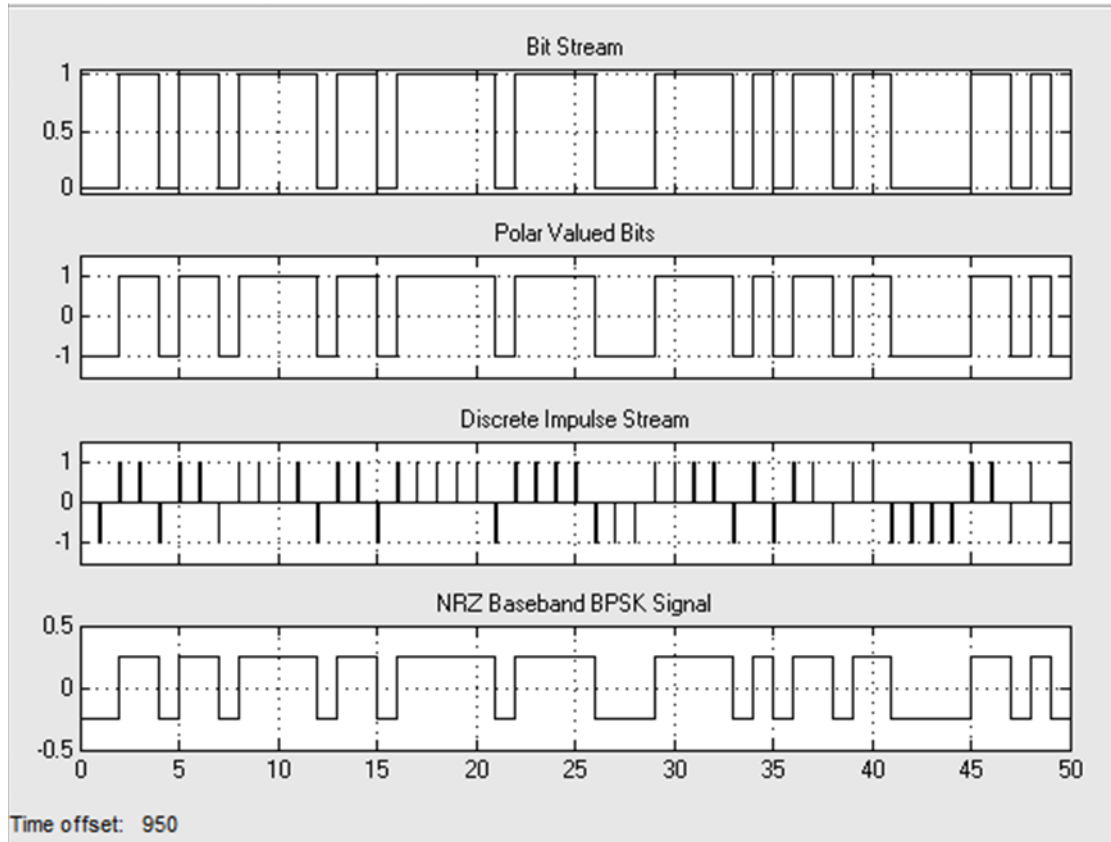 Bit Stream
1
0.5
0
Polar Valued Bits
1
0
-1
Discrete Impulse Stream
1
0
-1
NRZ Baseband BPSK Signal
0.5
0
-0.5
0 5 10 15 20 25 30 35 40 45 50
Time offset: 950